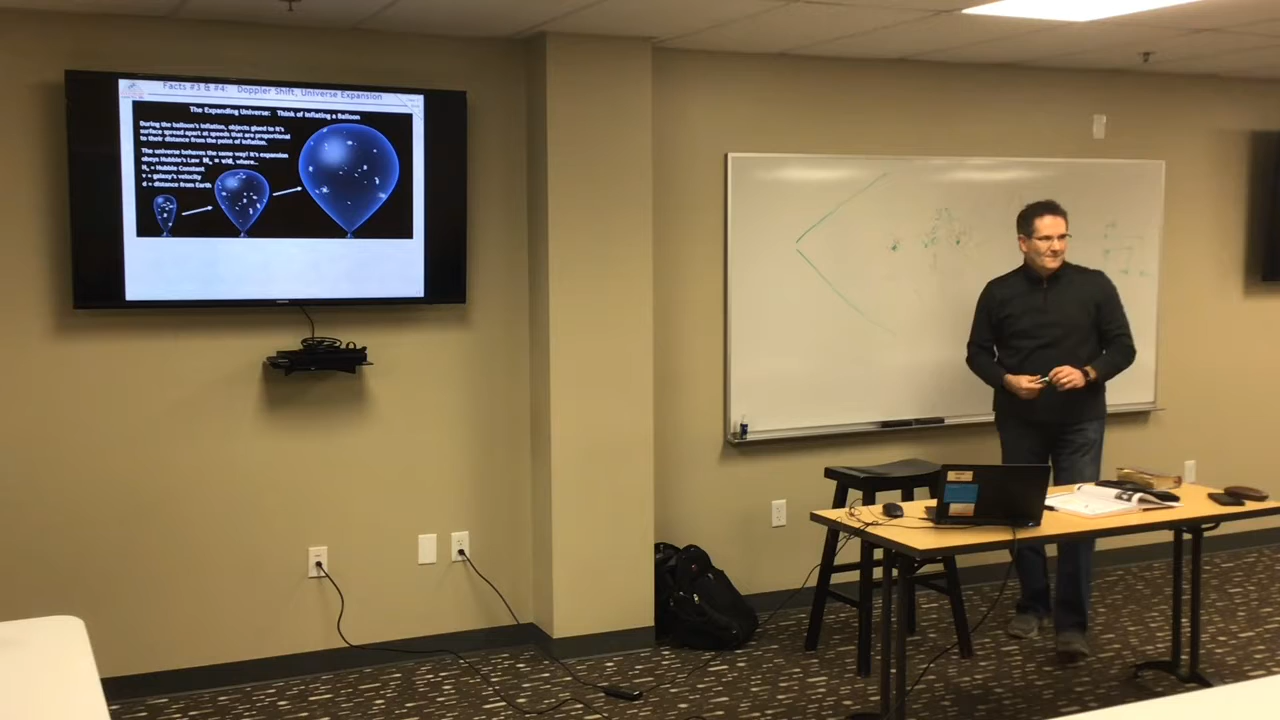 Facts #3 & #4: Doppler Shift, Universe Expansion
The Expanding Universe: Think of Inflating a Balloon
During the balloon's inflation, objects glued to it's
surface spread apart at speeds that are proportional
to their distance from the point of inflation.
The universe behaves the same way! It's expansion
obeys Hubble's Law H₀ = v/d, where...
H₀ = Hubble Constant
v = galaxy's velocity
d = distance from Earth